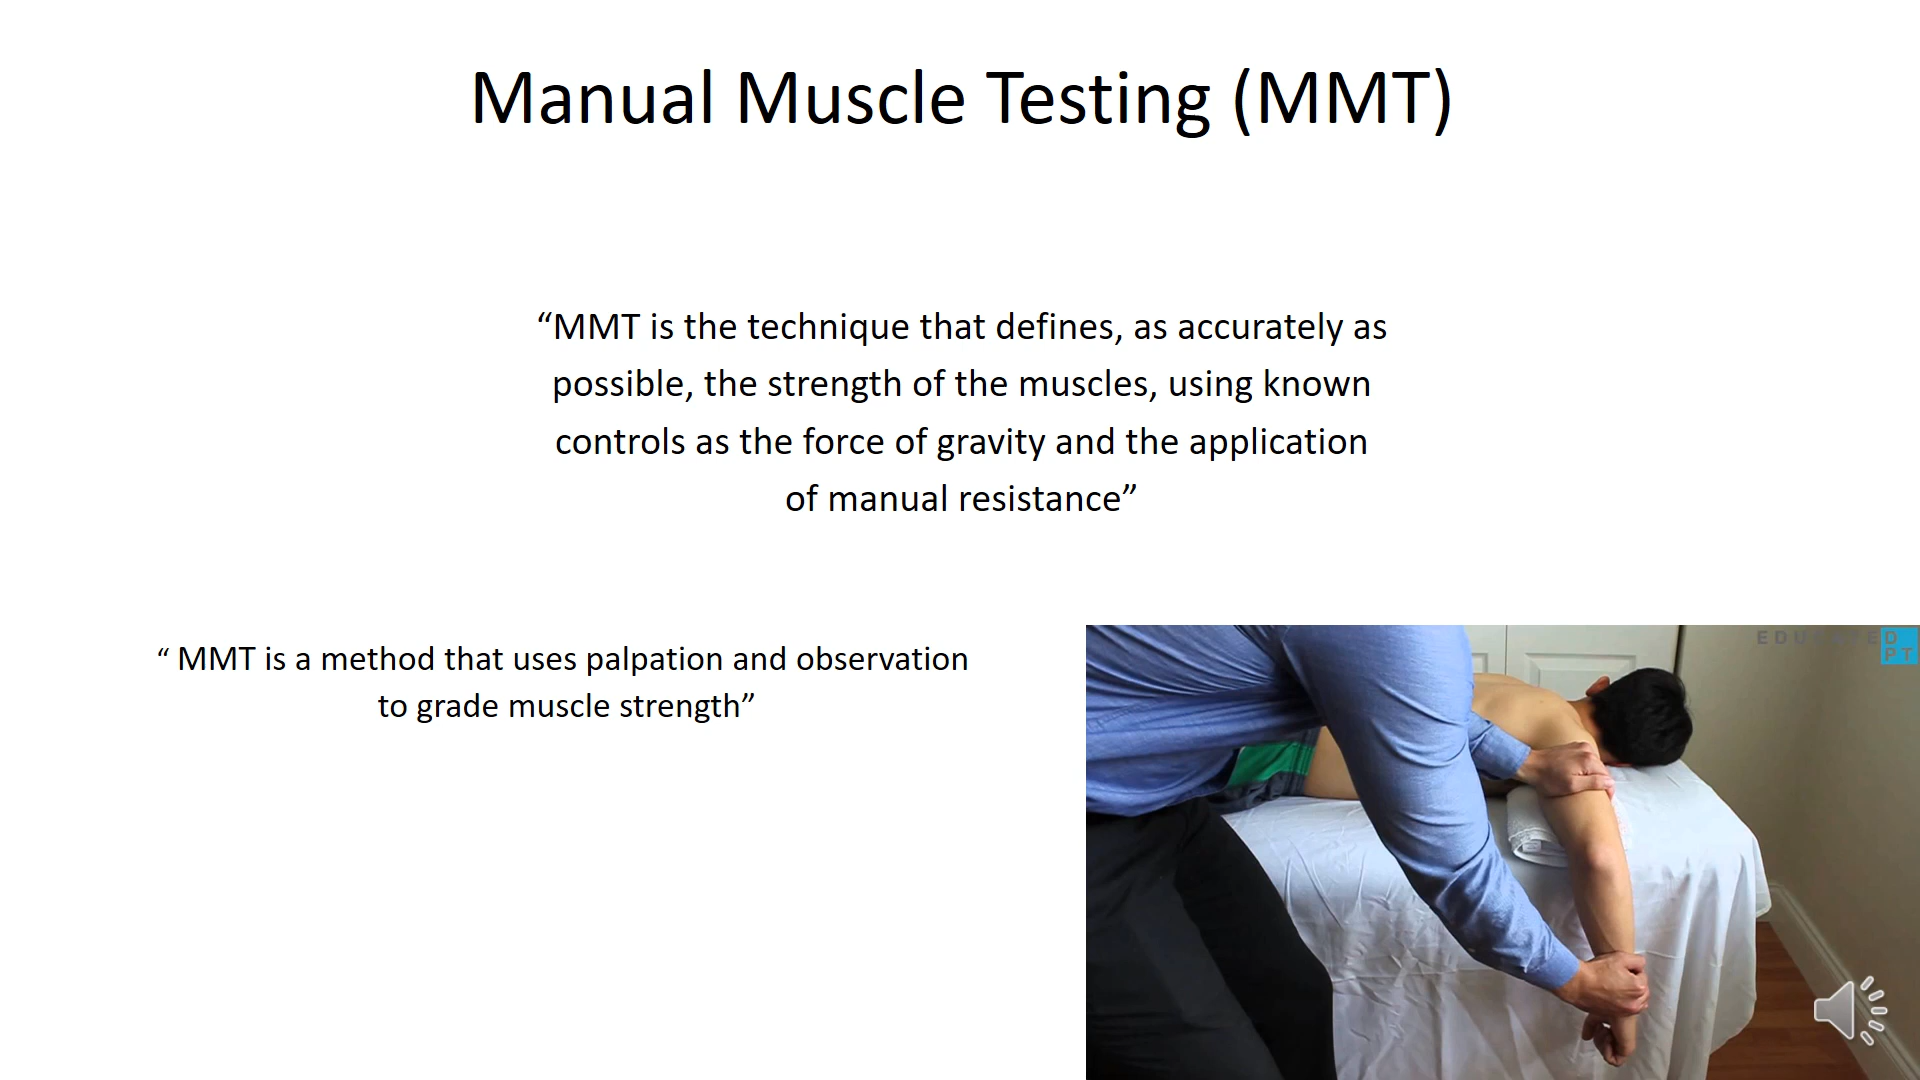 Manual Muscle Testing (MMT)
“MMT is the technique that defines, as accurately as
possible, the strength of the muscles, using known
controls as the force of gravity and the application
of manual resistance”
“ MMT is a method that uses palpation and observation
to grade muscle strength”
EDUCATED
PT